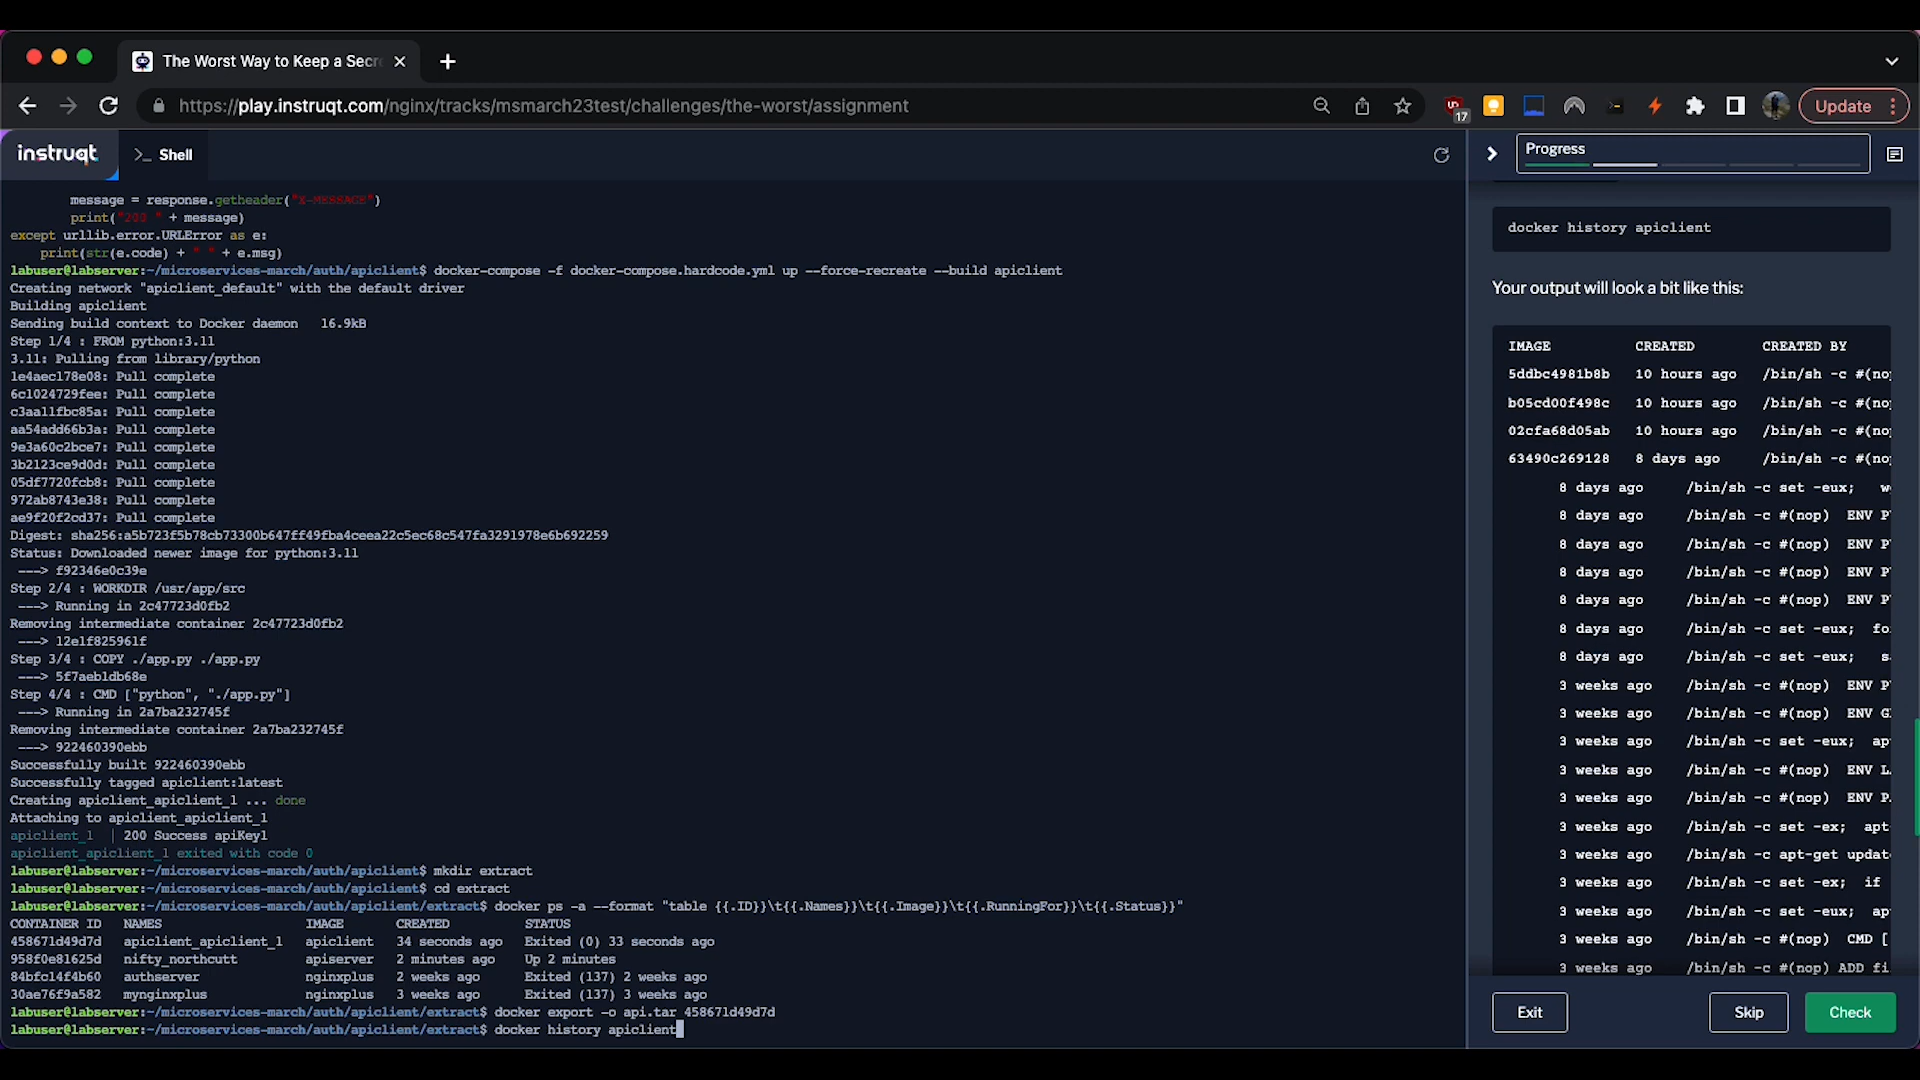 The Worst Way to Keep a Secr
https://play.instruqt.com/nginx/tracks/msmarch23test/challenges/the-worst/assignment
17
Update
instruqt
>_ Shell
message = response.getheader("X-MESSAGE")
print("200 " + message)
except urllib.error.URLError as e:
print(str(e.code) + " " + e.msg)
labuser@labserver:~/microservices-march/auth/apiclient$ docker-compose -f docker-compose.hardcode.yml up --force-recreate --build apiclient
Creating network "apiclient_default" with the default driver
Building apiclient
Sending build context to Docker daemon 16.9kB
Step 1/4 : FROM python:3.11
3.11: Pulling from library/python
1e4aec178e08: Pull complete
6c1024729fee: Pull complete
c3aa11fbc85a: Pull complete
aa54add66b3a: Pull complete
9e3a60c2bce7: Pull complete
3b2123ce9d0d: Pull complete
05df7720fcb8: Pull complete
972ab8743e38: Pull complete
ae9f20f2cd37: Pull complete
Digest: sha256:a5b723f5b78cb73300b647ff49fba4ceea22c5ec68c547fa3291978e6b692259
Status: Downloaded newer image for python:3.11
---> f92346e0c39e
Step 2/4 : WORKDIR /usr/app/src
---> Running in 2c47723d0fb2
Removing intermediate container 2c47723d0fb2
---> 12e1f825961f
Step 3/4 : COPY ./app.py ./app.py
---> 5f7aeb1db68e
Step 4/4 : CMD ["python", "./app.py"]
---> Running in 2a7ba232745f
Removing intermediate container 2a7ba232745f
---> 922460390ebb
Successfully built 922460390ebb
Successfully tagged apiclient:latest
Creating apiclient_apiclient_1 ... done
Attaching to apiclient_apiclient_1
apiclient_1 | 200 Success apiKey1
apiclient_apiclient_1 exited with code 0
labuser@labserver:~/microservices-march/auth/apiclient$ mkdir extract
labuser@labserver:~/microservices-march/auth/apiclient$ cd extract
labuser@labserver:~/microservices-march/auth/apiclient/extract$ docker ps -a --format "table {{.ID}}\t{{.Names}}\t{{.Image}}\t{{.RunningFor}}\t{{.Status}}"
CONTAINER ID NAMES IMAGE CREATED STATUS
458671d49d7d apiclient_apiclient_1 apiclient 34 seconds ago Exited (0) 33 seconds ago
958f0e81625d nifty_northcutt apiserver 2 minutes ago Up 2 minutes
84bfc14f4b60 authserver nginxplus 2 weeks ago Exited (137) 2 weeks ago
30ae76f9a582 mynginxplus nginxplus 3 weeks ago Exited (137) 3 weeks ago
labuser@labserver:~/microservices-march/auth/apiclient/extract$ docker export -o api.tar 458671d49d7d
labuser@labserver:~/microservices-march/auth/apiclient/extract$ docker history apiclient
Progress
docker history apiclient
Your output will look a bit like this:
IMAGE CREATED CREATED BY
5ddbc4981b8b 10 hours ago /bin/sh -c #(nop
b05cd00f498c 10 hours ago /bin/sh -c #(nop
02cfa68d05ab 10 hours ago /bin/sh -c #(nop
63490c269128 8 days ago /bin/sh -c #(nop
8 days ago /bin/sh -c set -eux; w
8 days ago /bin/sh -c #(nop) ENV P
8 days ago /bin/sh -c #(nop) ENV P
8 days ago /bin/sh -c #(nop) ENV P
8 days ago /bin/sh -c #(nop) ENV P
8 days ago /bin/sh -c set -eux; fo
8 days ago /bin/sh -c set -eux; s
3 weeks ago /bin/sh -c #(nop) ENV P
3 weeks ago /bin/sh -c #(nop) ENV G
3 weeks ago /bin/sh -c set -eux; ap
3 weeks ago /bin/sh -c #(nop) ENV L
3 weeks ago /bin/sh -c #(nop) ENV P
3 weeks ago /bin/sh -c set -ex; apt
3 weeks ago /bin/sh -c apt-get updat
3 weeks ago /bin/sh -c set -ex; if
3 weeks ago /bin/sh -c set -eux; ap
3 weeks ago /bin/sh -c #(nop) CMD [
3 weeks ago /bin/sh -c #(nop) ADD fi
Exit
Skip
Check